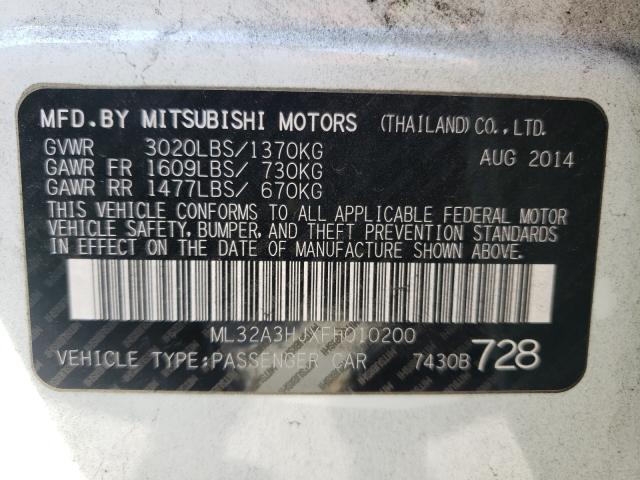 MFD.BY MITSUBISHI MOTORS (THAILAND) CO., LTD.
GVWR 3020LBS/1370KG AUG 2014
GAWR FR 1609LBS/ 730KG
GAWR RR 1477LBS/ 670KG
THIS VEHICLE CONFORMS TO ALL APPLICABLE FEDERAL MOTOR
VEHICLE SAFETY, BUMPER, AND THEFT PREVENTION STANDARDS
IN EFFECT ON THE DATE OF MANUFACTURE SHOWN ABOVE.
ML32A3HJXFH010200
VEHICLE TYPE:PASSENGER CAR 7430B 728